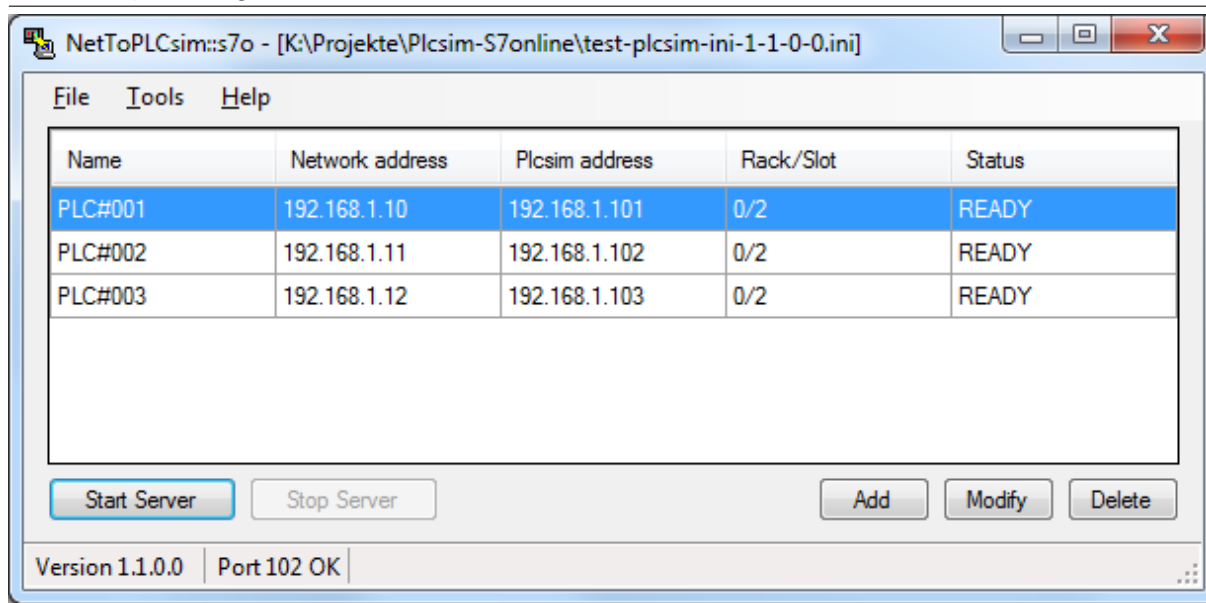 NetToPLCsim::s7o - [K:\Projekte\Plcsim-S7online\test-plcsim-ini-1-1-0-0.ini]
File Tools Help
Name Network address Plcsim address Rack/Slot Status
PLC#001 192.168.1.10 192.168.1.101 0/2 READY
PLC#002 192.168.1.11 192.168.1.102 0/2 READY
PLC#003 192.168.1.12 192.168.1.103 0/2 READY
Start Server Stop Server Add Modify Delete
Version 1.1.0.0 Port 102 OK